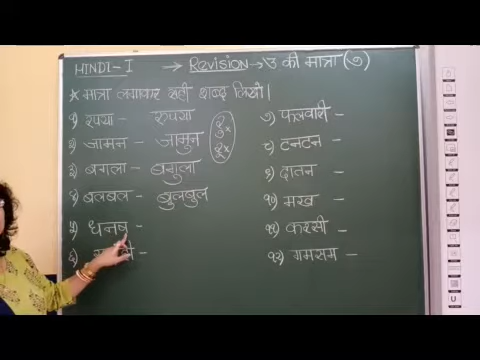 HINDI-I → Revision → उ की मात्रा (ु)
* मात्रा लगाकर सही शब्द लिखो।
१) रपया रुपया
२) जामन - जामुन
३) बगला - बगुला
४) बलबल - बुलबुल
५) धनष -
६)
७) फलवारी -
८) टनटन -
९) दातन -
१०) मख -
११) करसी -
१२) गमसम -